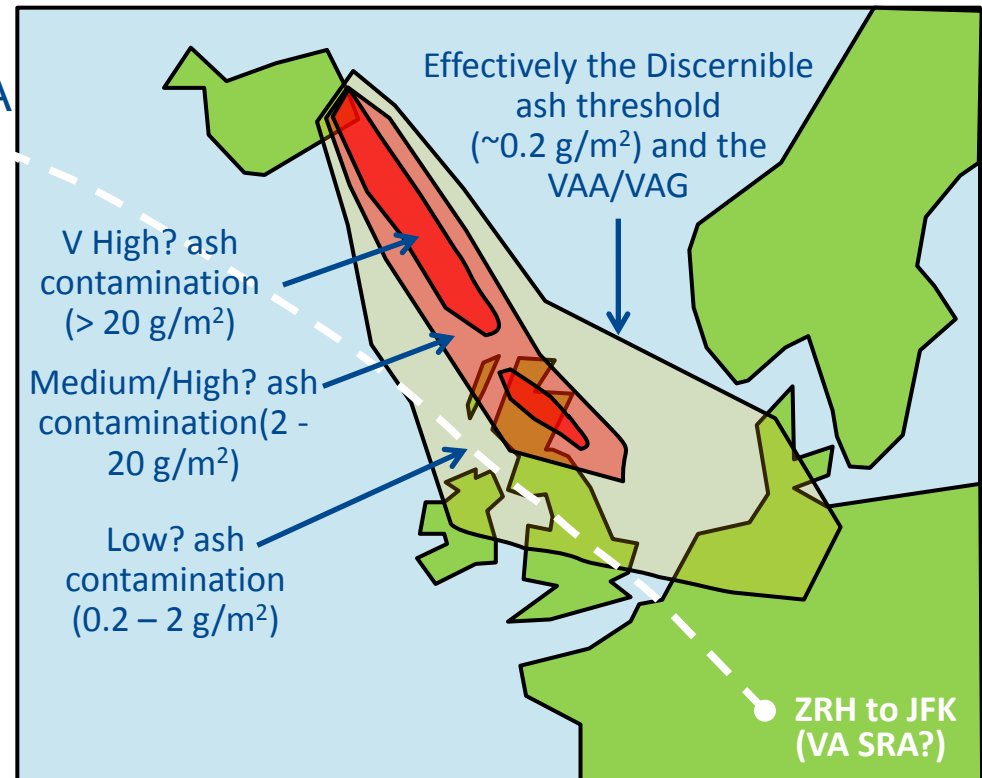 A
Effectively the Discernible
ash threshold
(~0.2 g/m²) and the
VAA/VAG
V High? ash
contamination
(> 20 g/m²)
Medium/High? ash
contamination(2 -
20 g/m²)
Low? ash
contamination
(0.2 – 2 g/m²)
ZRH to JFK
(VA SRA?)